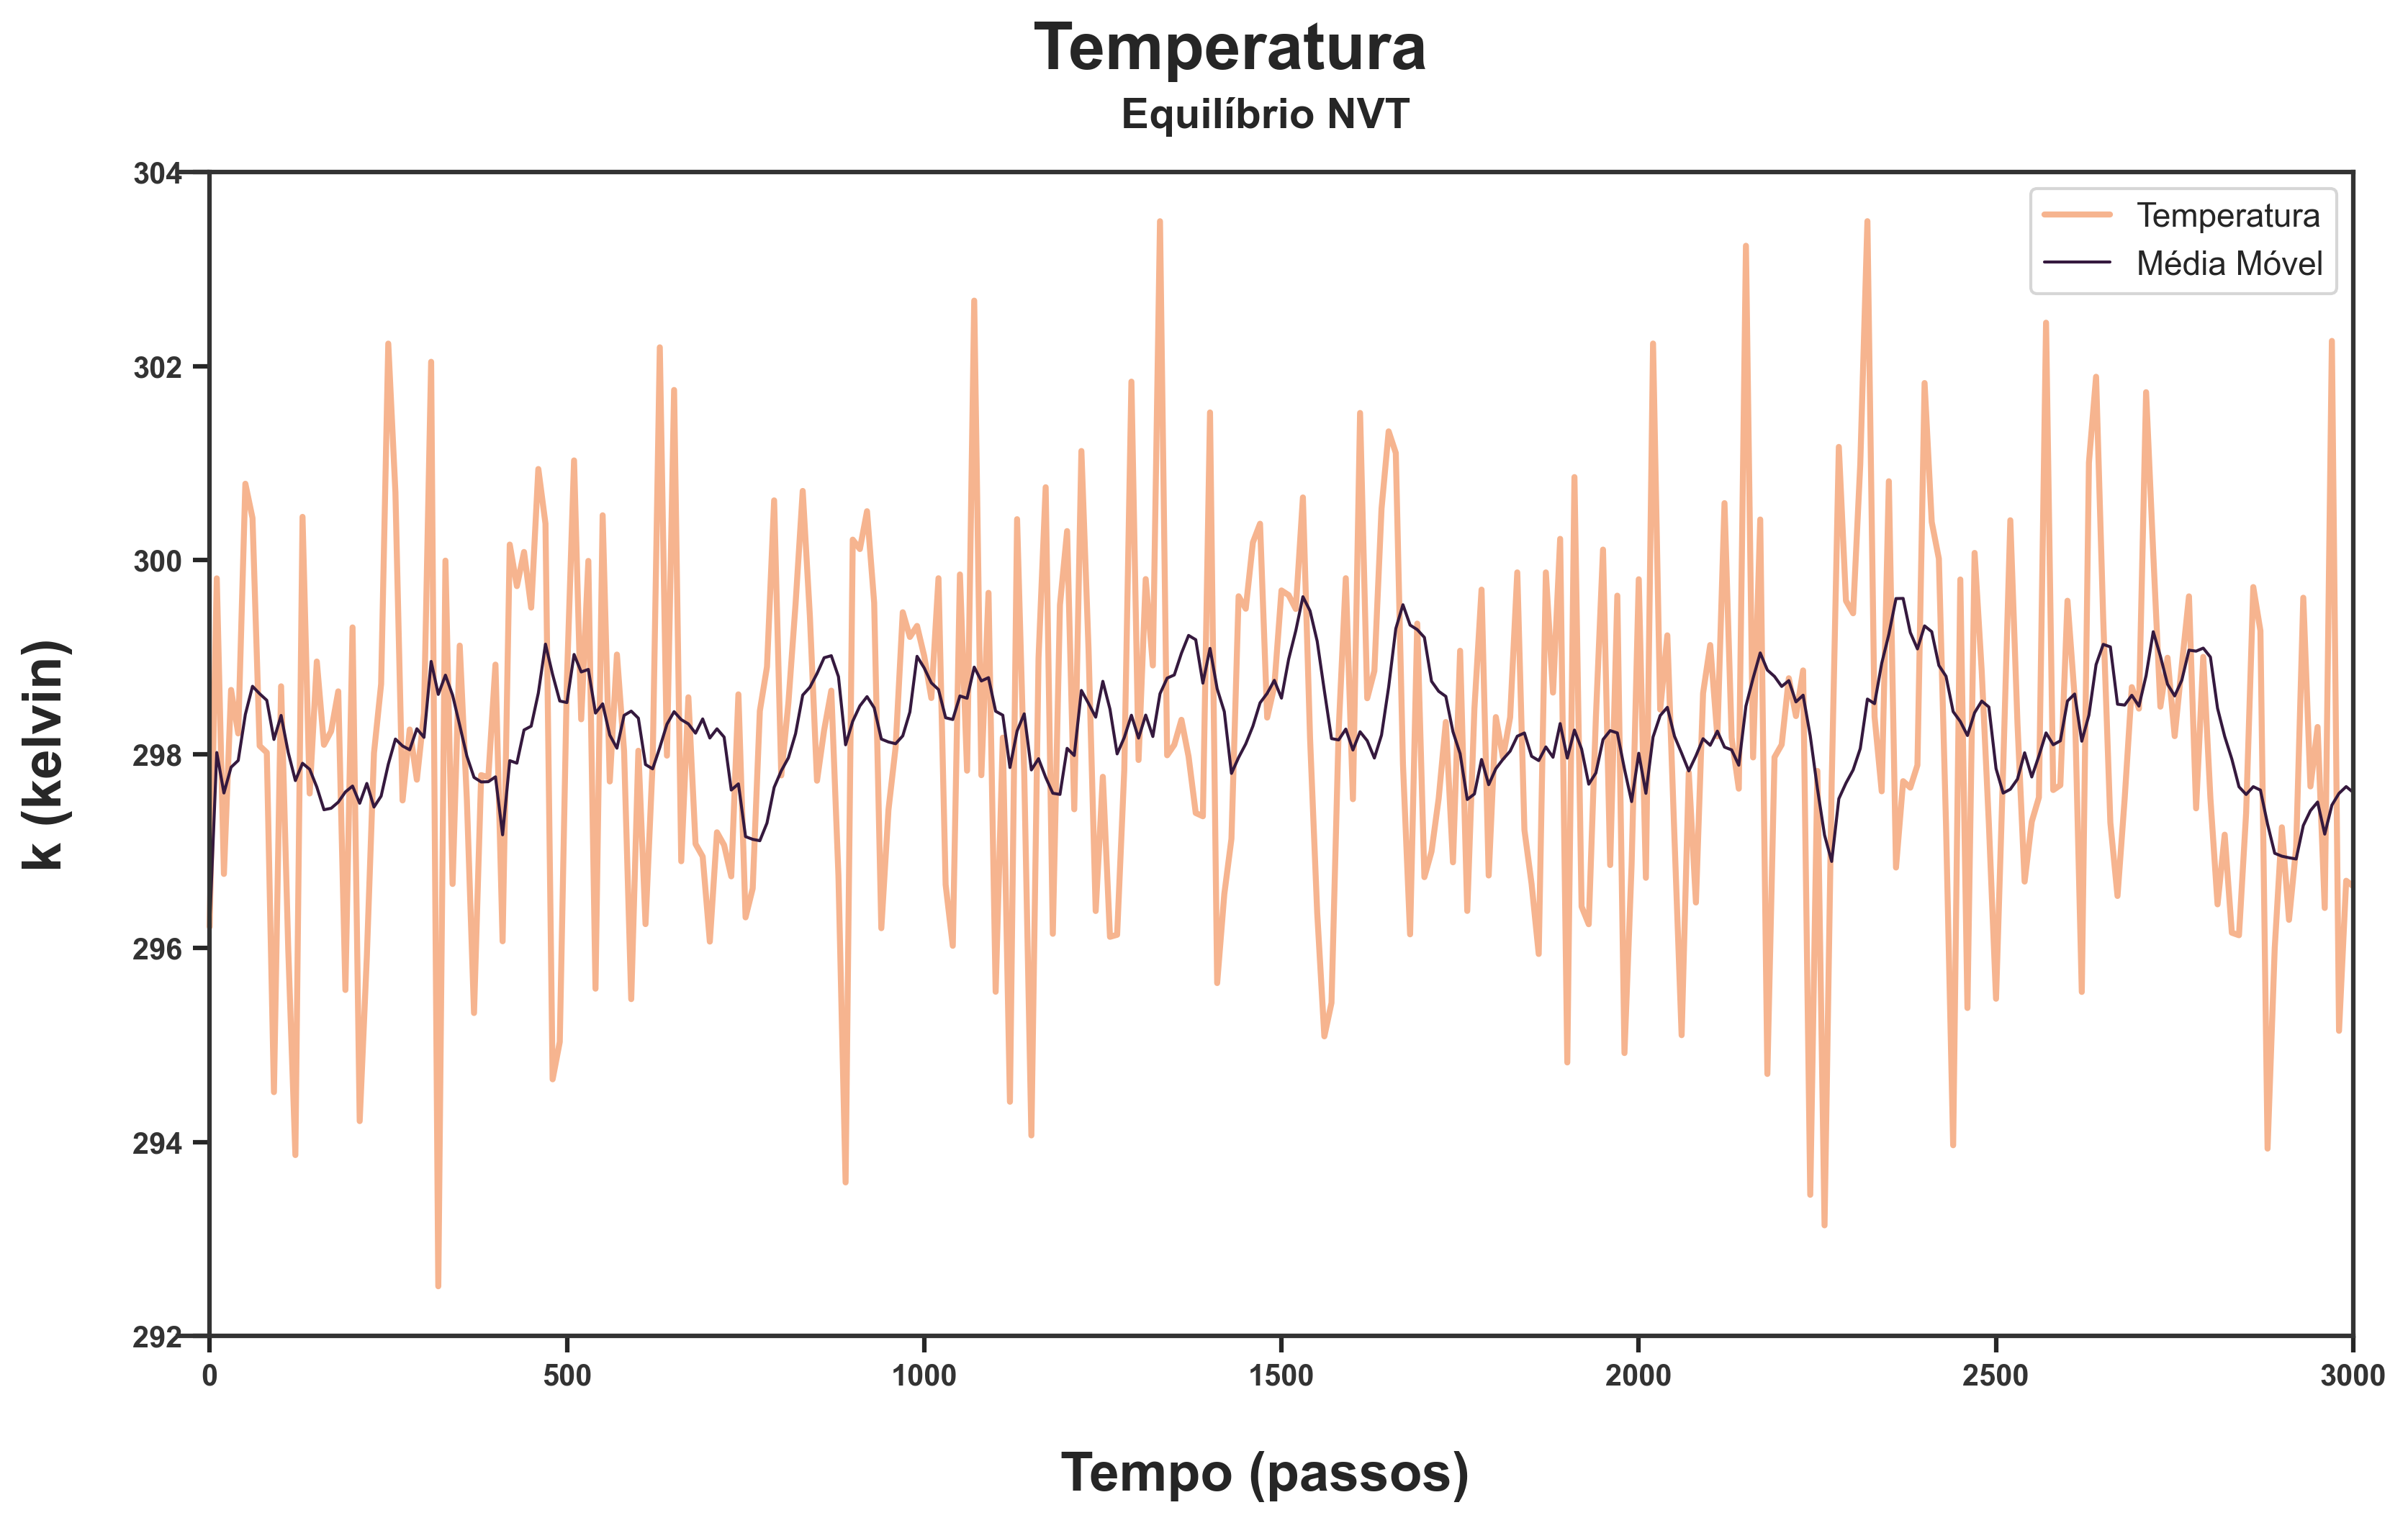 Temperatura
Equilíbrio NVT
Temperatura
Média Móvel
304
302
300
298
296
294
292
k (kelvin)
0 500 1000 1500 2000 2500 3000
Tempo (passos)